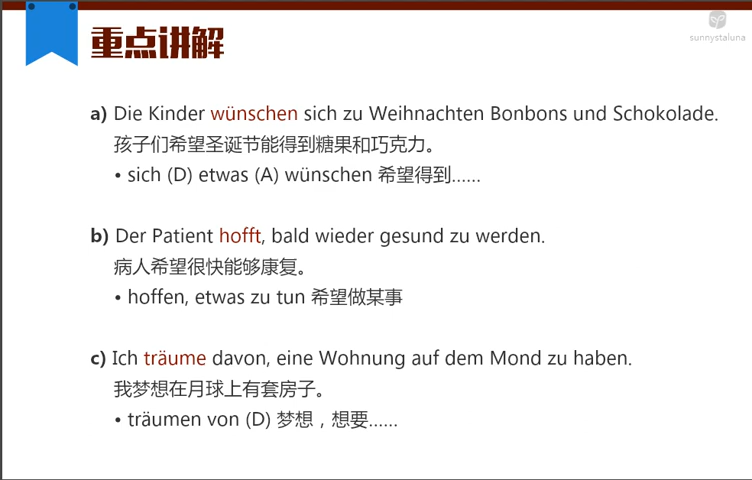 重点讲解
sunnystaluna
a) Die Kinder wünschen sich zu Weihnachten Bonbons und Schokolade.
孩子们希望圣诞节能得到糖果和巧克力。
• sich (D) etwas (A) wünschen 希望得到......
b) Der Patient hofft, bald wieder gesund zu werden.
病人希望很快能够康复。
• hoffen, etwas zu tun 希望做某事
c) Ich träume davon, eine Wohnung auf dem Mond zu haben.
我梦想在月球上有套房子。
• träumen von (D) 梦想，想要......